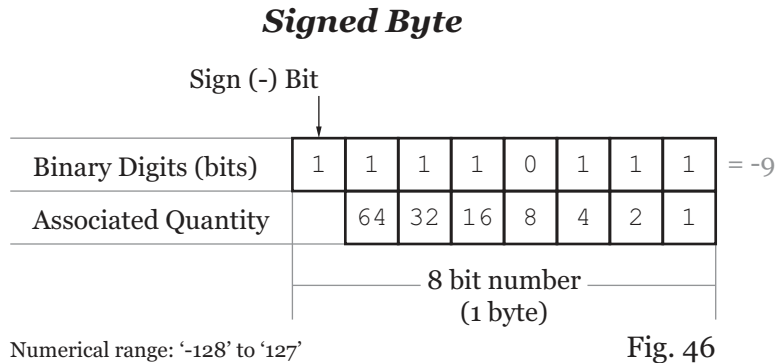 Signed Byte
Sign (-) Bit
Binary Digits (bits) 1 1 1 1 0 1 1 1 = -9
Associated Quantity 64 32 16 8 4 2 1
8 bit number
(1 byte)
Numerical range: ‘-128’ to ‘127’ Fig. 46